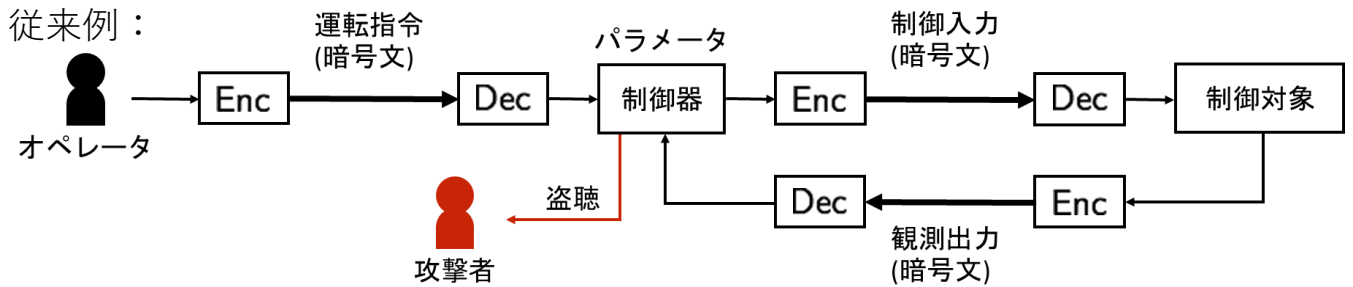 従来例：
オペレータ
Enc
運転指令
(暗号文)
Dec
パラメータ
制御器
Enc
制御入力
(暗号文)
Dec
制御対象
盗聴
攻撃者
Dec
観測出力
(暗号文)
Enc